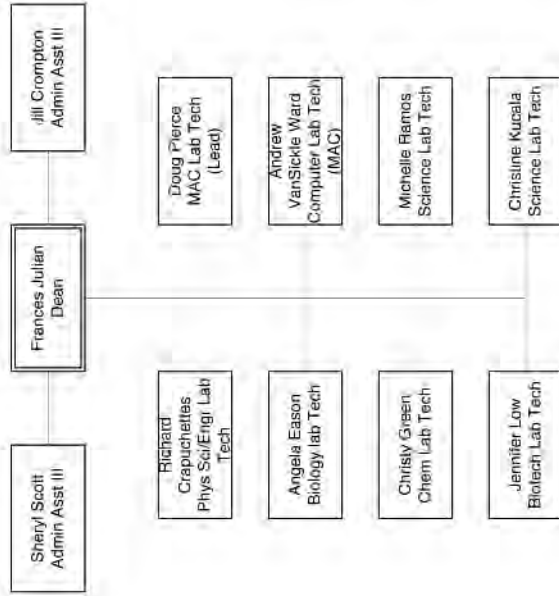 Sheryl Scott
Admin Asst III
Frances Julian
Dean
Jill Crompton
Admin Asst III
Richard
Crapuchettes
Phys Sci/Engr Lab
Tech
Doug Pierce
MAC Lab Tech
(Lead)
Angela Eason
Biology lab Tech
Andrew
VanSickle Ward
Computer Lab Tech
(MAC)
Christy Green
Chem Lab Tech
Michelle Ramos
Science Lab Tech
Jennifer Low
Biotech Lab Tech
Christine Kucala
Science Lab Tech